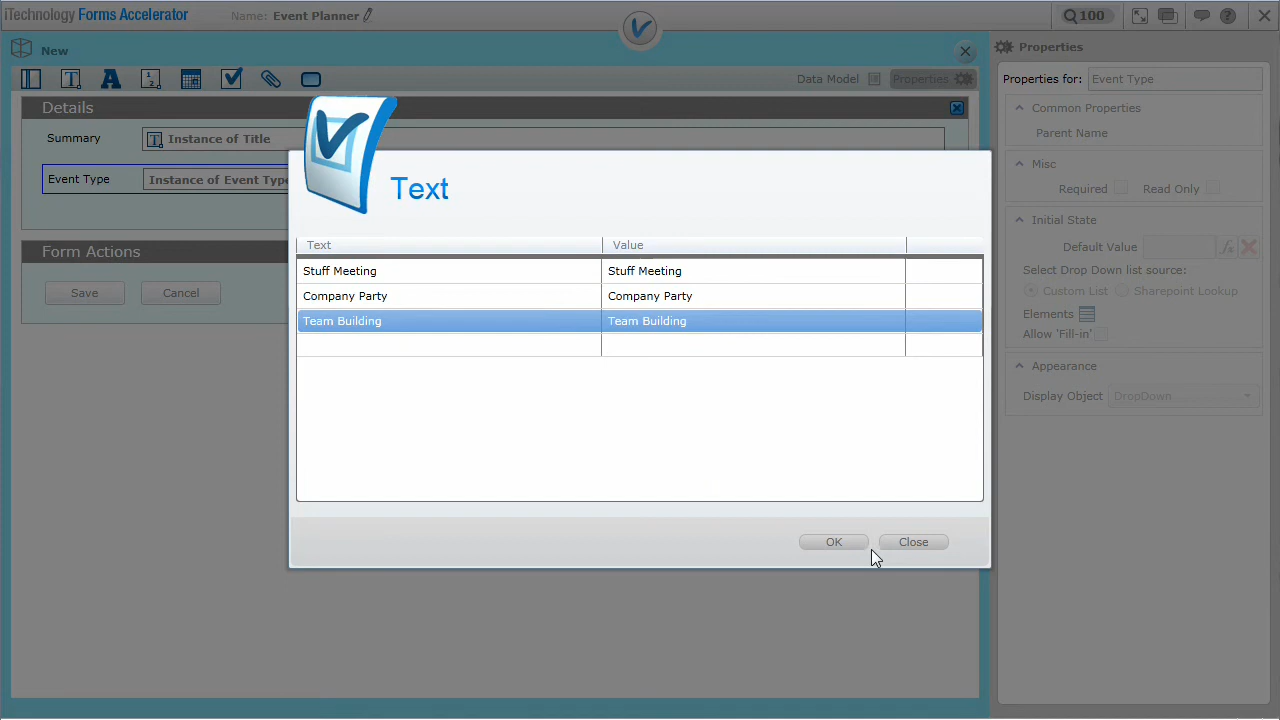 iTechnology Forms Accelerator Name: Event Planner 100
New
Data Model Properties
Details
Summary Instance of Title
Event Type Instance of Event Type
Form Actions
Save Cancel
Text
Text Value
Stuff Meeting Stuff Meeting
Company Party Company Party
Team Building Team Building
OK Close
Properties
Properties for: Event Type
Common Properties
Parent Name
Misc
Required Read Only
Initial State
Default Value fx
Select Drop Down list source:
Custom List Sharepoint Lookup
Elements
Allow 'Fill-in'
Appearance
Display Object DropDown